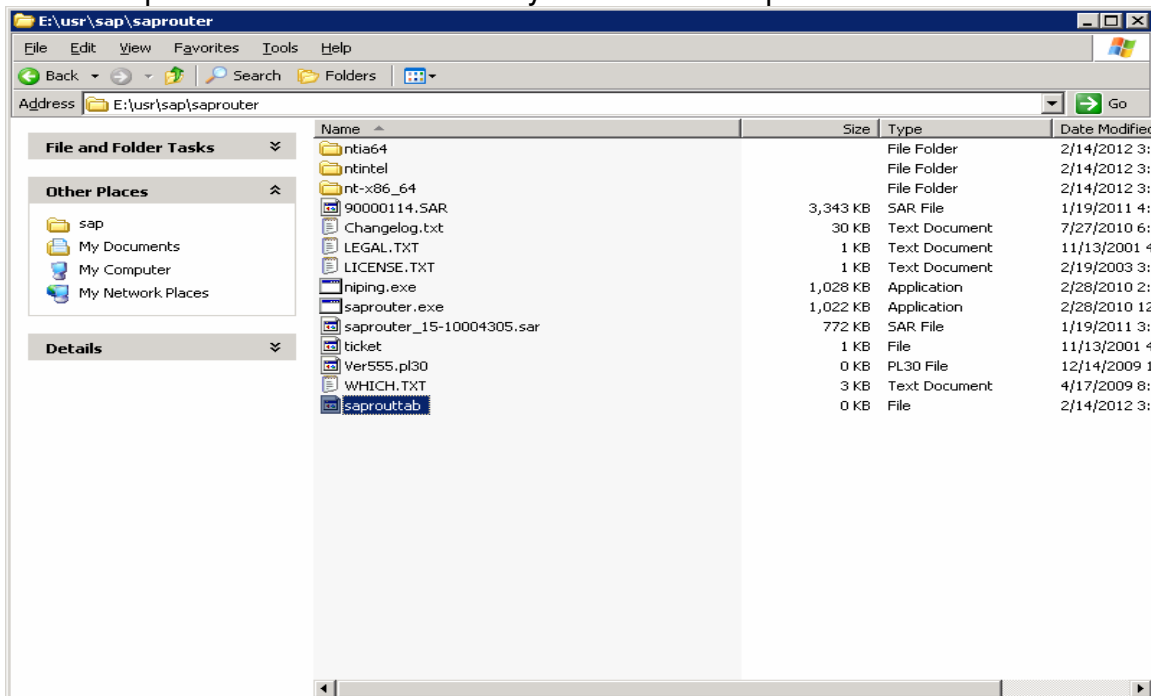 E:\usr\sap\saprouter
File Edit View Favorites Tools Help
Back Search Folders
Address E:\usr\sap\saprouter Go
File and Folder Tasks
Other Places
sap
My Documents
My Computer
My Network Places
Details
Name Size Type Date Modified
ntia64 File Folder 2/14/2012 3:
ntintel File Folder 2/14/2012 3:
nt-x86_64 File Folder 2/14/2012 3:
90000114.SAR 3,343 KB SAR File 1/19/2011 4:
Changelog.txt 30 KB Text Document 7/27/2010 6:
LEGAL.TXT 1 KB Text Document 11/13/2001 4
LICENSE.TXT 1 KB Text Document 2/19/2003 3:
niping.exe 1,028 KB Application 2/28/2010 2:
saprouter.exe 1,022 KB Application 2/28/2010 12
saprouter_15-10004305.sar 772 KB SAR File 1/19/2011 3:
ticket 1 KB File 11/13/2001 4
Ver555.pl30 0 KB PL30 File 12/14/2009 1
WHICH.TXT 3 KB Text Document 4/17/2009 8:
saprouttab 0 KB File 2/14/2012 3: